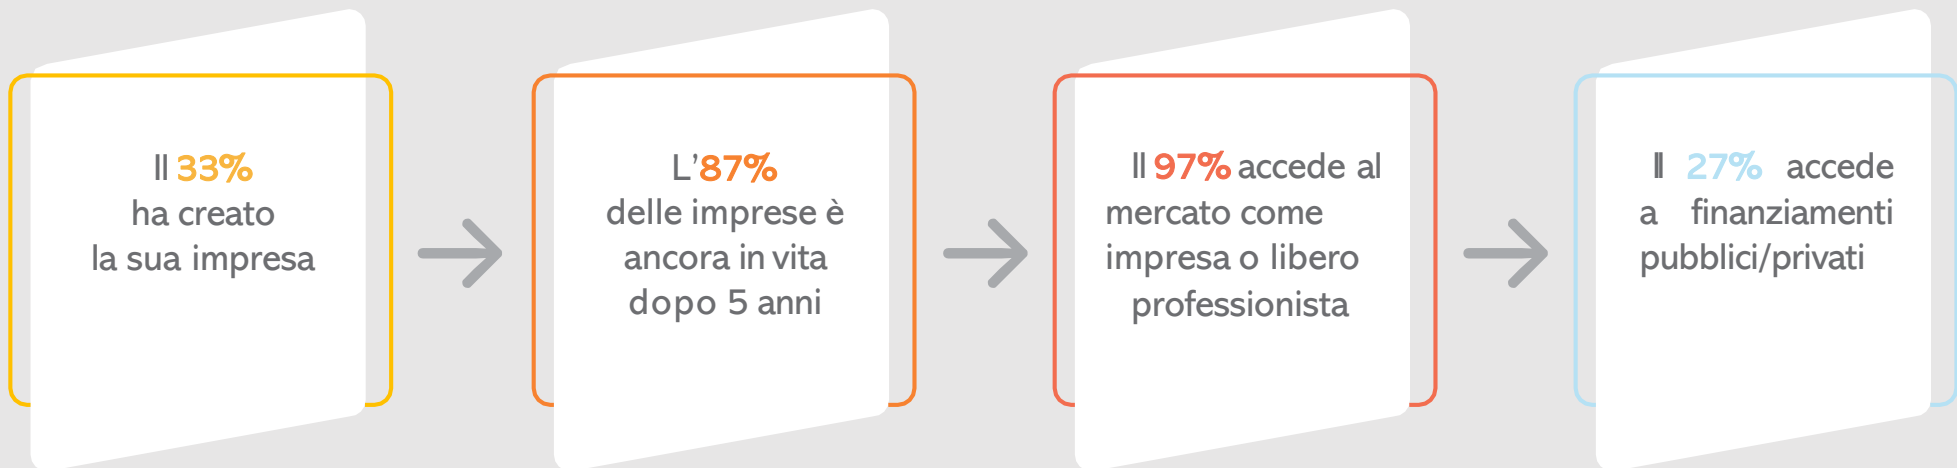 Il 33%
ha creato
la sua impresa
L’87%
delle imprese è
ancora in vita
dopo 5 anni
Il 97% accede al
mercato come
impresa o libero
professionista
Il 27% accede
a finanziamenti
pubblici/privati